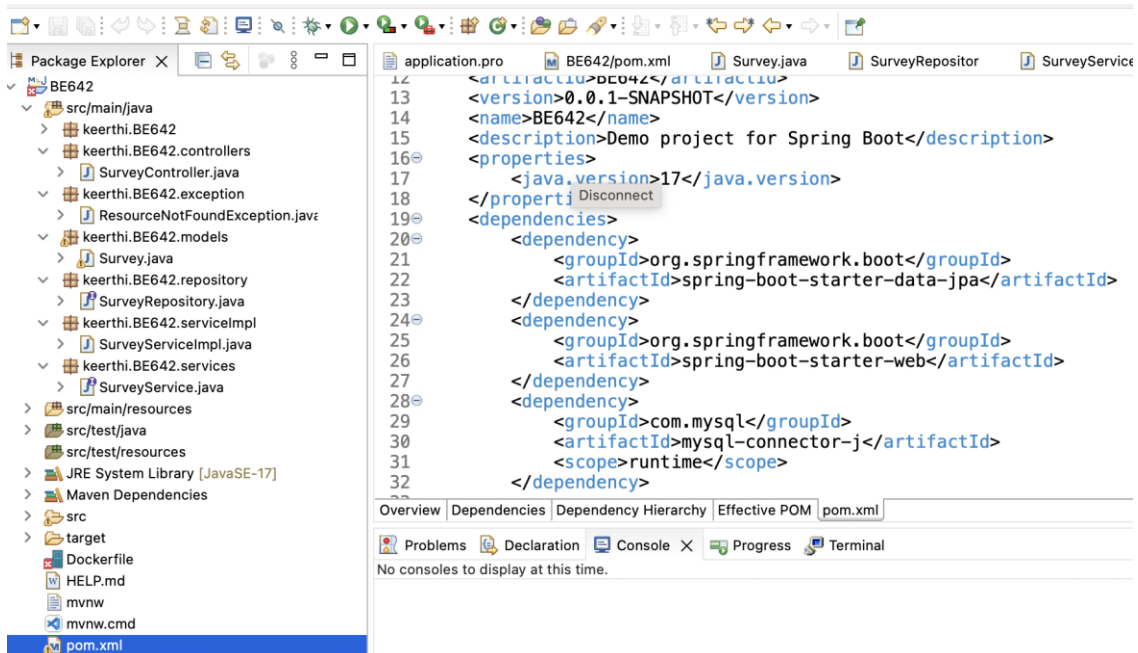 Package Explorer
BE642
src/main/java
keerthi.BE642
keerthi.BE642.controllers
SurveyController.java
keerthi.BE642.exception
ResourceNotFoundException.java
keerthi.BE642.models
Survey.java
keerthi.BE642.repository
SurveyRepository.java
keerthi.BE642.serviceImpl
SurveyServiceImpl.java
keerthi.BE642.services
SurveyService.java
src/main/resources
src/test/java
src/test/resources
JRE System Library [JavaSE-17]
Maven Dependencies
src
target
Dockerfile
HELP.md
mvnw
mvnw.cmd
pom.xml
application.pro BE642/pom.xml Survey.java SurveyRepositor SurveyService
12 <artifactId>BE642</artifactId>
13 <version>0.0.1-SNAPSHOT</version>
14 <name>BE642</name>
15 <description>Demo project for Spring Boot</description>
16 <properties>
17 <java.version>17</java.version>
18 </properti
Disconnect
19 <dependencies>
20 <dependency>
21 <groupId>org.springframework.boot</groupId>
22 <artifactId>spring-boot-starter-data-jpa</artifactId>
23 </dependency>
24 <dependency>
25 <groupId>org.springframework.boot</groupId>
26 <artifactId>spring-boot-starter-web</artifactId>
27 </dependency>
28 <dependency>
29 <groupId>com.mysql</groupId>
30 <artifactId>mysql-connector-j</artifactId>
31 <scope>runtime</scope>
32 </dependency>
Overview Dependencies Dependency Hierarchy Effective POM pom.xml
Problems Declaration Console Progress Terminal
No consoles to display at this time.